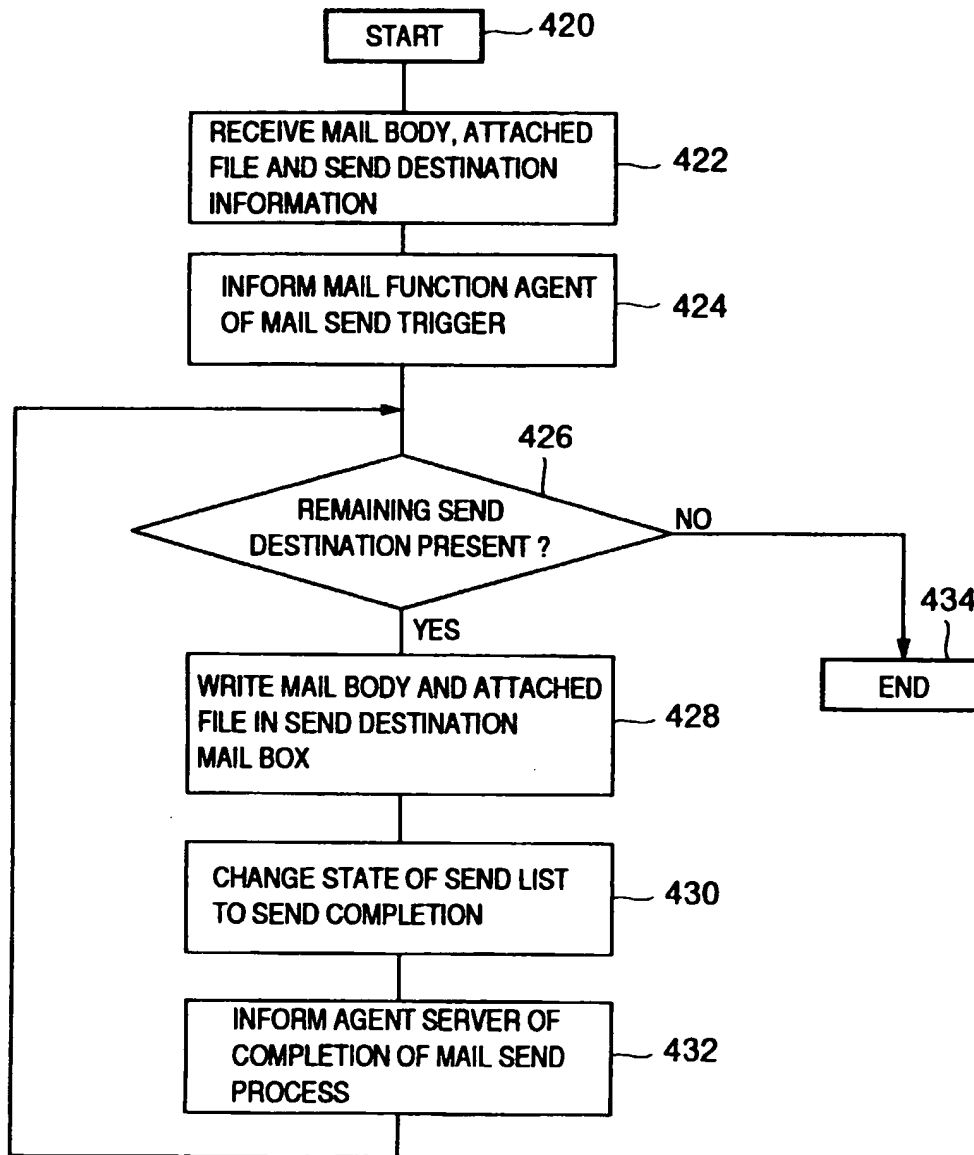 START
420
RECEIVE MAIL BODY, ATTACHED
FILE AND SEND DESTINATION
INFORMATION
422
INFORM MAIL FUNCTION AGENT
OF MAIL SEND TRIGGER
424
426
REMAINING SEND
DESTINATION PRESENT ?
NO
YES
434
END
WRITE MAIL BODY AND ATTACHED
FILE IN SEND DESTINATION
MAIL BOX
428
CHANGE STATE OF SEND LIST
TO SEND COMPLETION
430
INFORM AGENT SERVER OF
COMPLETION OF MAIL SEND
PROCESS
432